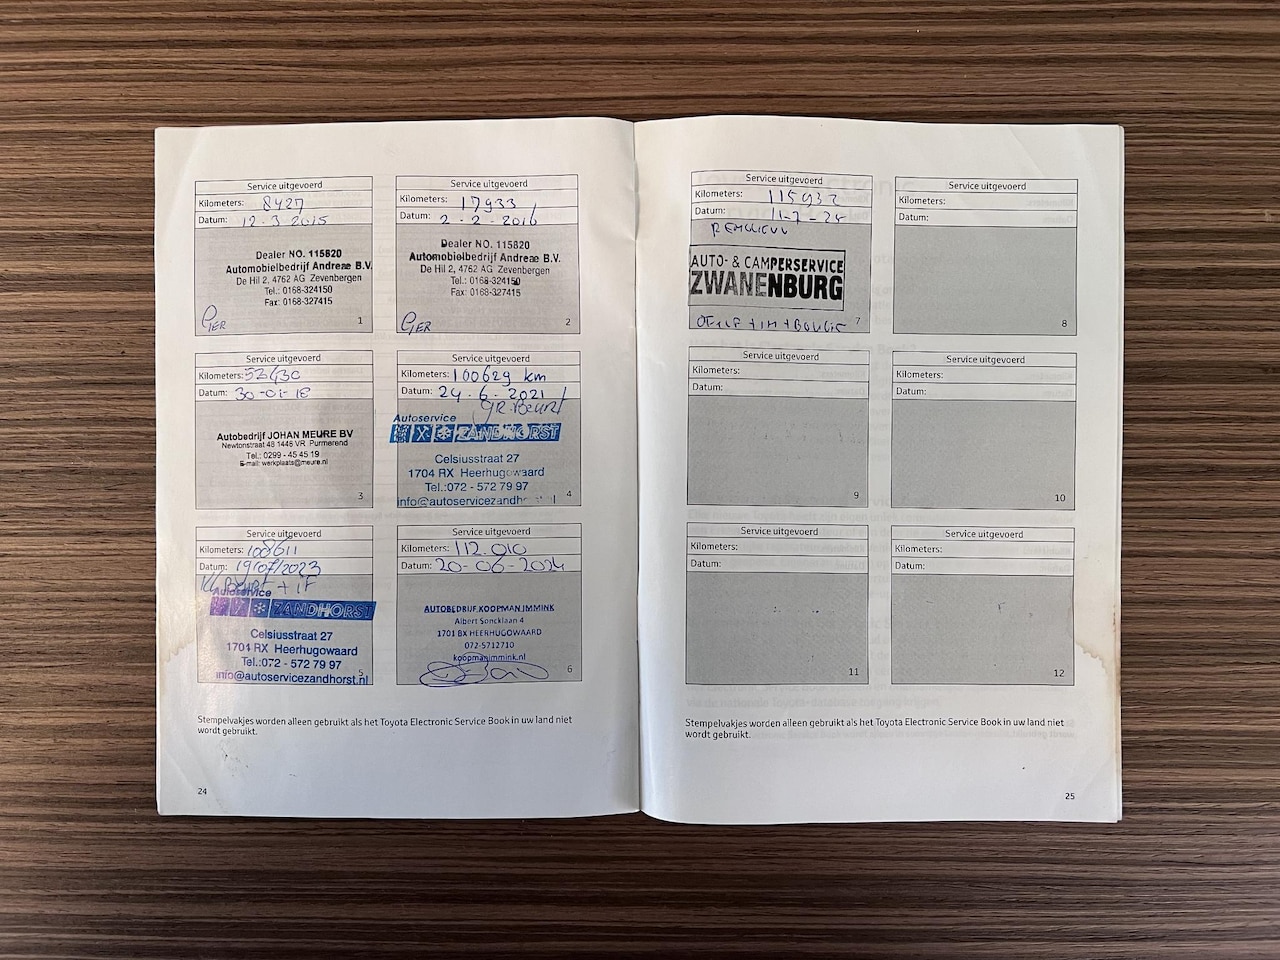 Service uitgevoerd
Kilometers: 8427
Datum: 12-3-2015
Dealer NO. 115820
Automobielbedrijf Andreae B.V.
De Hil 2, 4762 AG Zevenbergen
Tel.: 0168-324150
Fax: 0168-327415
1
Service uitgevoerd
Kilometers: 17933
Datum: 2-2-2016
Dealer NO. 115820
Automobielbedrijf Andreae B.V.
De Hil 2, 4762 AG Zevenbergen
Tel.: 0168-324150
Fax: 0168-327415
2
Service uitgevoerd
Kilometers:
Datum: 30-01-18
Autobedrijf JOHAN MEURE BV
Newtonstraat 48 1446 VR Purmerend
Tel.: 0299 - 45 45 19
E-mail: werkplaats@meure.nl
3
Service uitgevoerd
Kilometers: 100629 km
Datum: 24-6-2021
gr beurt
Autoservice
ZANDHORST
Celsiusstraat 27
1704 RX Heerhugowaard
Tel.:072 - 572 79 97
4
Service uitgevoerd
Kilometers: 108611
Datum: 19/07/2023
Kl Beurt +
Autoservice
ZANDHORST
Celsiusstraat 27
1704 RX Heerhugowaard
Tel.:072 - 572 79 97
5
info@autoservicezandhorst.nl
Service uitgevoerd
Kilometers: 112.010
Datum: 20-06-2024
AUTOBEDRIJF KOOPMAN IMMINK
Albert Soncklaan 4
1701 BX HEERHUGOWAARD
072-5712710
koopmanimmink.nl
6
Stempelvakjes worden alleen gebruikt als het Toyota Electronic Service Book in uw land niet
wordt gebruikt.
24
Service uitgevoerd
Kilometers: 115932
Datum: 11-7-25
AUTO- & CAMPERSERVICE
ZWANENBURG
7
Service uitgevoerd
Kilometers:
Datum:
8
Service uitgevoerd
Kilometers:
Datum:
9
Service uitgevoerd
Kilometers:
Datum:
10
Service uitgevoerd
Kilometers:
Datum:
11
Service uitgevoerd
Kilometers:
Datum:
12
Stempelvakjes worden alleen gebruikt als het Toyota Electronic Service Book in uw land niet
wordt gebruikt.
25